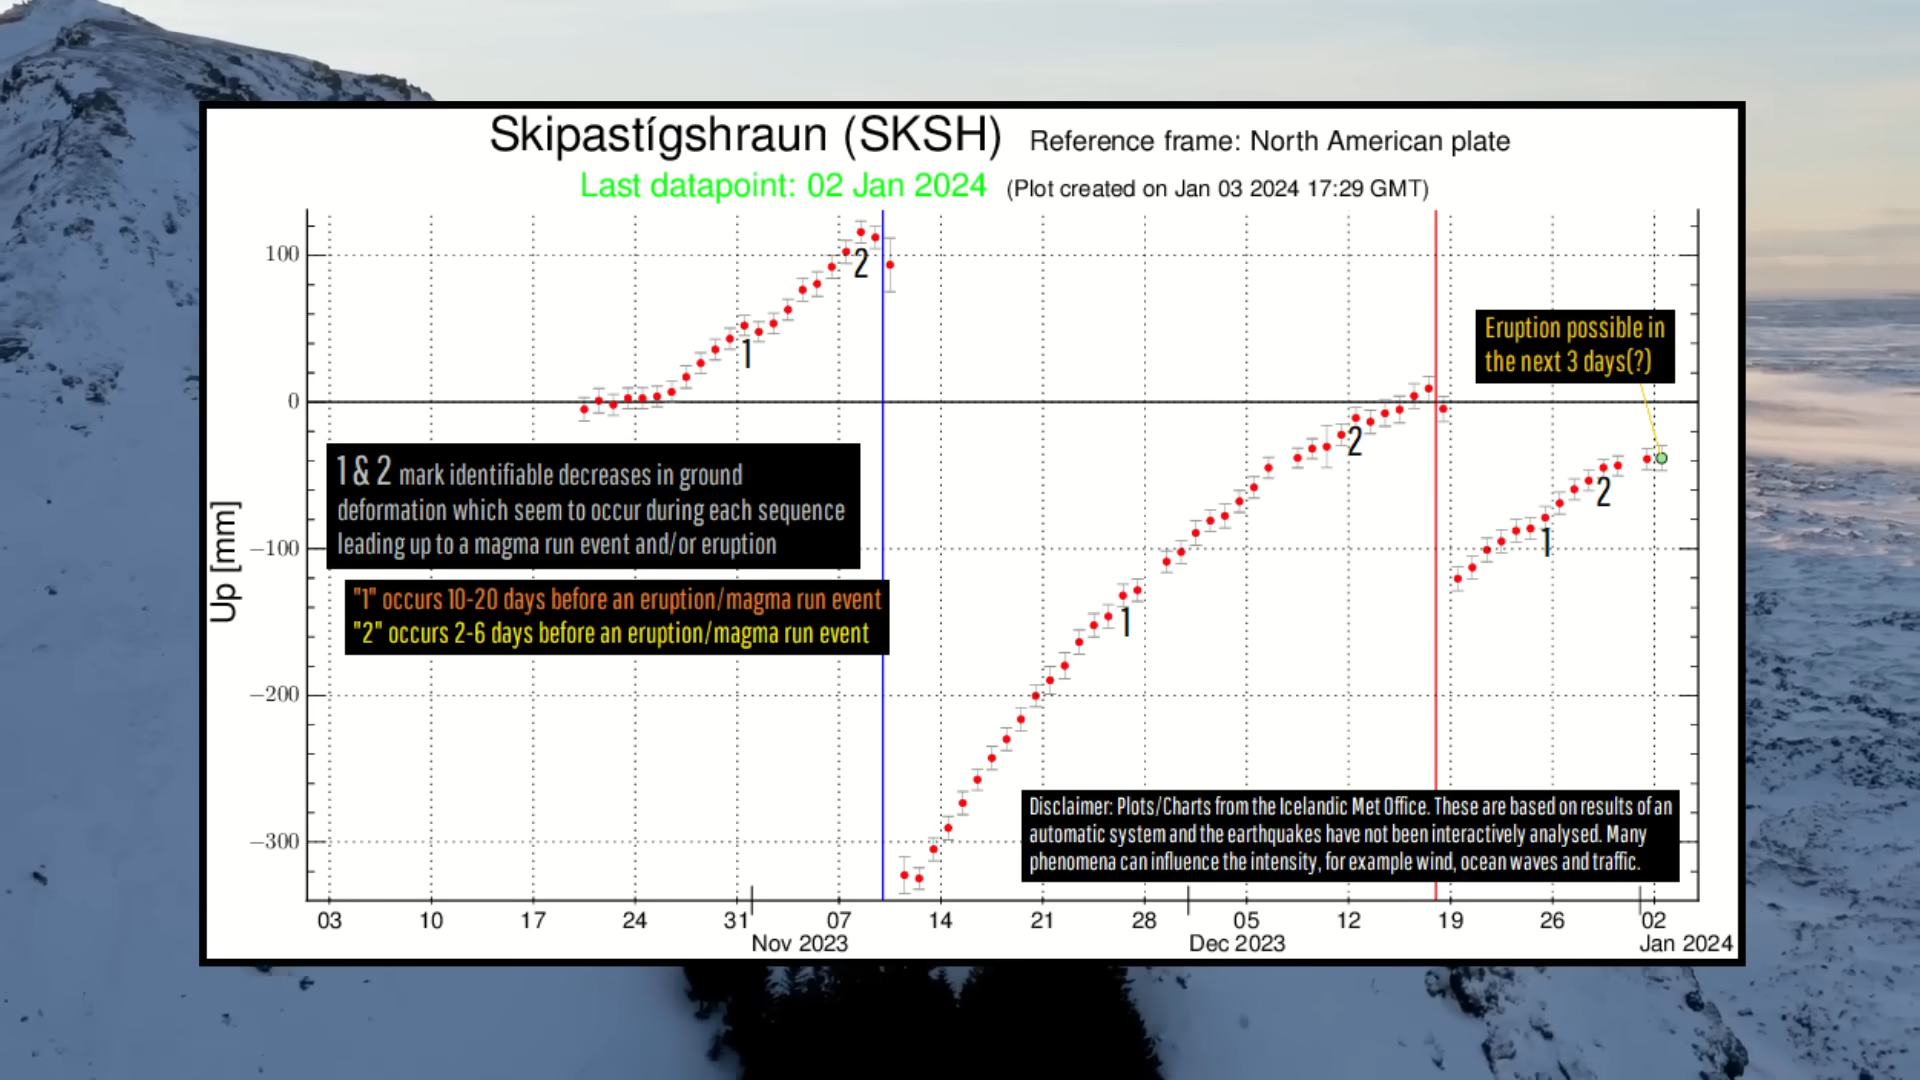 Skipastígshraun (SKSH) Reference frame: North American plate
Last datapoint: 02 Jan 2024 (Plot created on Jan 03 2024 17:29 GMT)
100
2
1
Eruption possible in
the next 3 days(?)
0
2
1 & 2 mark identifiable decreases in ground
deformation which seem to occur during each sequence
leading up to a magma run event and/or eruption
2
1
Up [mm]
−100
"1" occurs 10-20 days before an eruption/magma run event
"2" occurs 2-6 days before an eruption/magma run event
1
−200
Disclaimer: Plots/Charts from the Icelandic Met Office. These are based on results of an
automatic system and the earthquakes have not been interactively analysed. Many
phenomena can influence the intensity, for example wind, ocean waves and traffic.
−300
03 10 17 24 31 07 14 21 28 05 12 19 26 02
Nov 2023 Dec 2023 Jan 2024